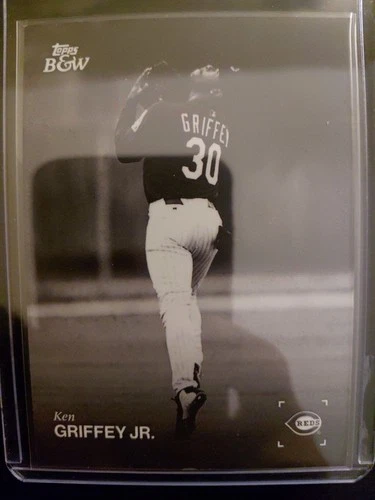 Topps
B&W
GRIFFEY
30
Ken
GRIFFEY JR.
REDS